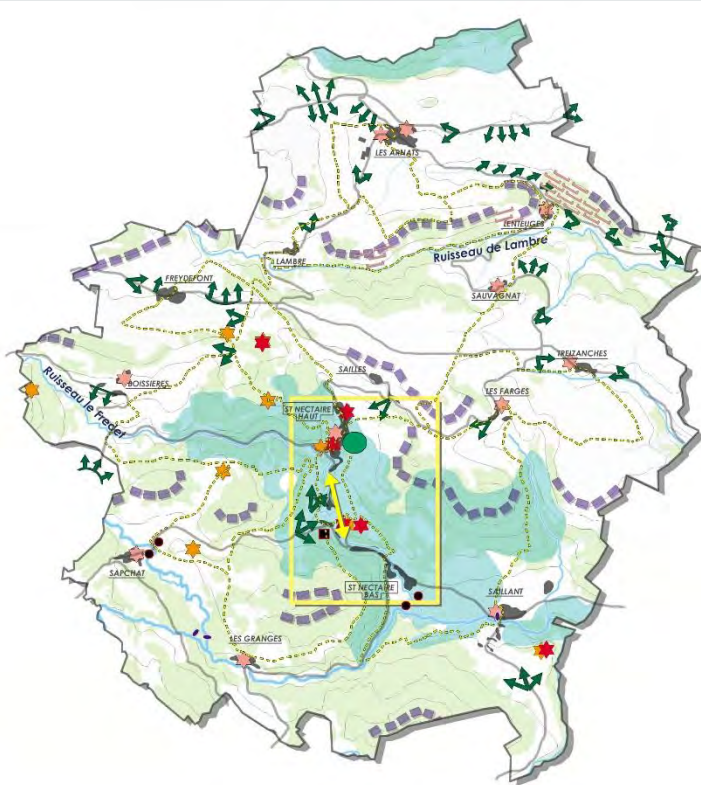 LES ARNATS
LENTEUGES
Ruisseau de Lambre
LAMBRE
FREYDEFONT
SAUVAGNAT
TREIZANCHES
SAILLES
BOISSIERES
Ruisseau le Fredet
LES FARGES
ST NECTAIRE
HAUT
SAPCHAT
ST NECTAIRE
BAS
SAILLANT
LES GRANGES